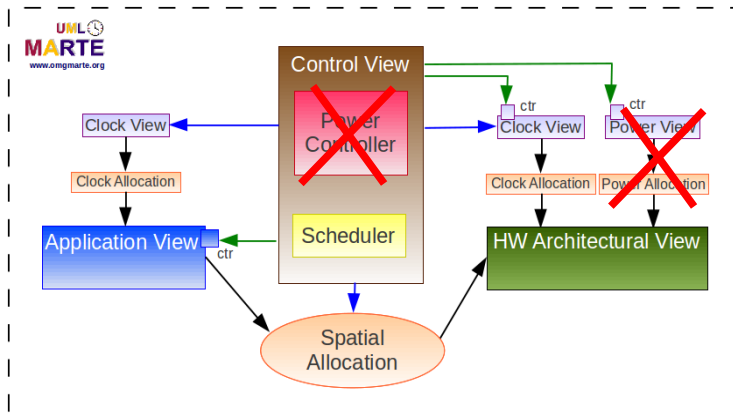 UML
MARTE
www.omgmarte.org
Control View
Power
Controller
Scheduler
ctr
ctr
Clock View
Clock View
Power View
Clock Allocation
Clock Allocation
Power Allocation
Application View
ctr
HW Architectural View
Spatial
Allocation